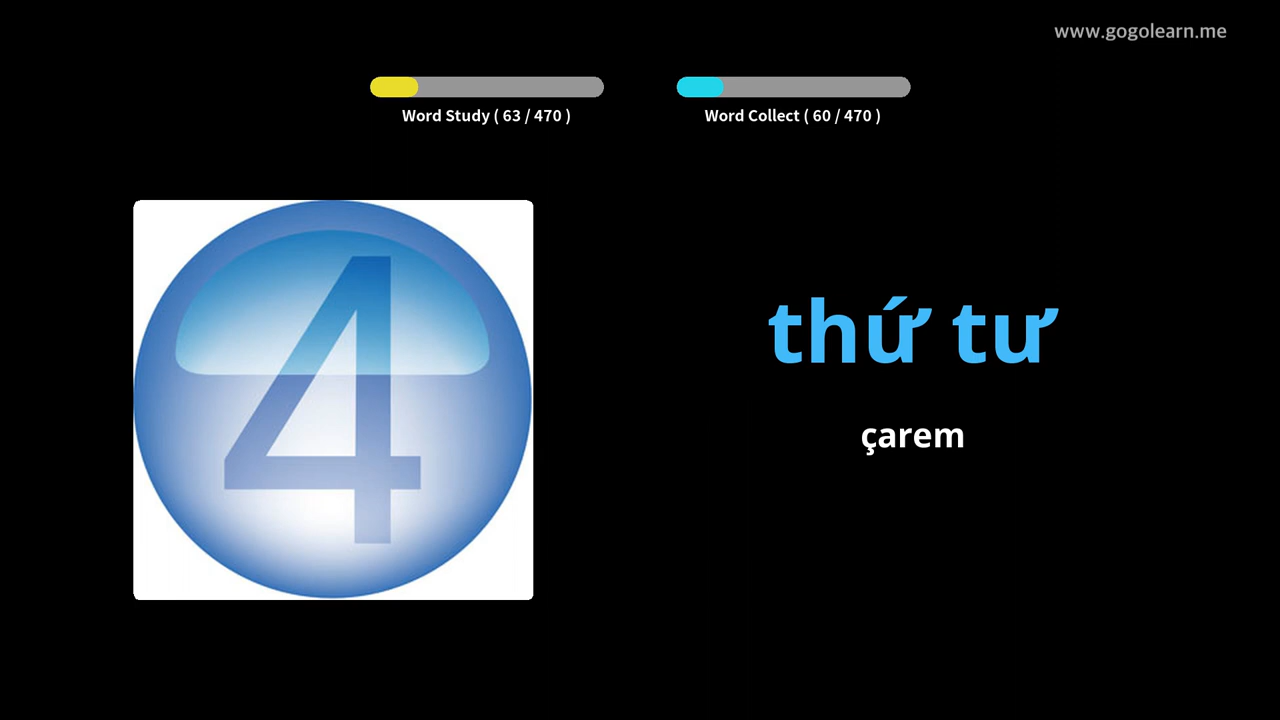 www.gogolearn.me
Word Study ( 63 / 470 )
Word Collect ( 60 / 470 )
4
thứ tư
çarem